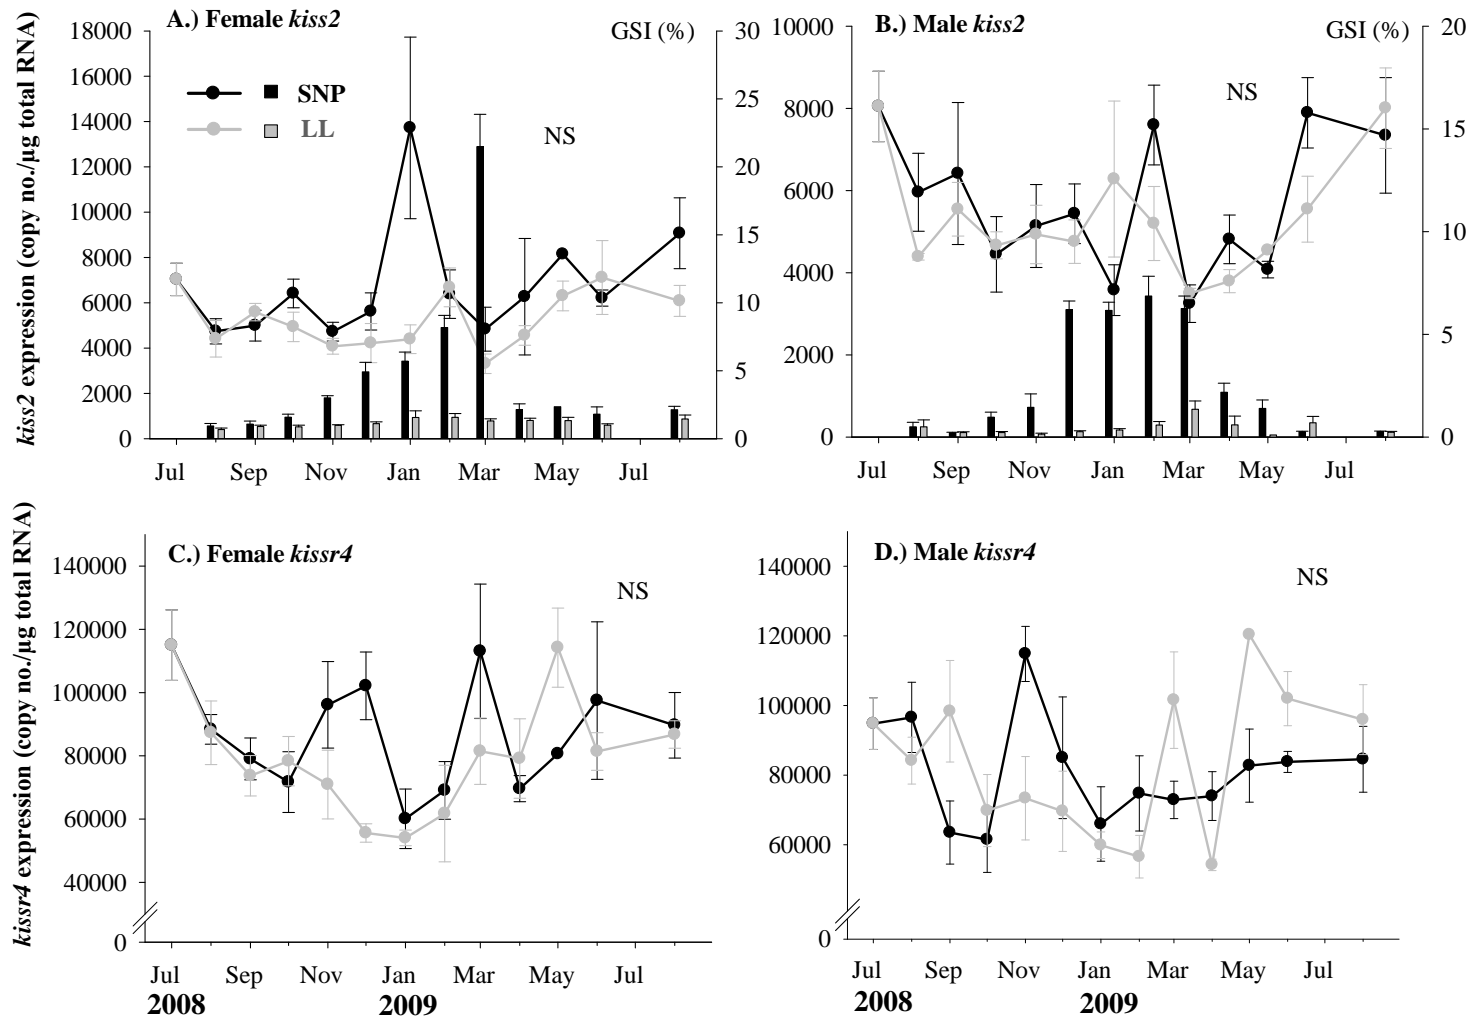 A.) Female kiss2
GSI (%)
kiss2 expression (copy no./µg total RNA)
18000
16000
14000
12000
10000
8000
6000
4000
2000
0
30
25
20
15
10
5
0
SNP
LL
NS
Jul Sep Nov Jan Mar May Jul
B.) Male kiss2
GSI (%)
10000
8000
6000
4000
2000
0
20
15
10
5
0
NS
Jul Sep Nov Jan Mar May Jul
C.) Female kissr4
kissr4 expression (copy no./µg total RNA)
140000
120000
100000
80000
60000
40000
0
NS
Jul Sep Nov Jan Mar May Jul
2008 2009
D.) Male kissr4
140000
120000
100000
80000
60000
0
NS
Jul Sep Nov Jan Mar May Jul
2008 2009